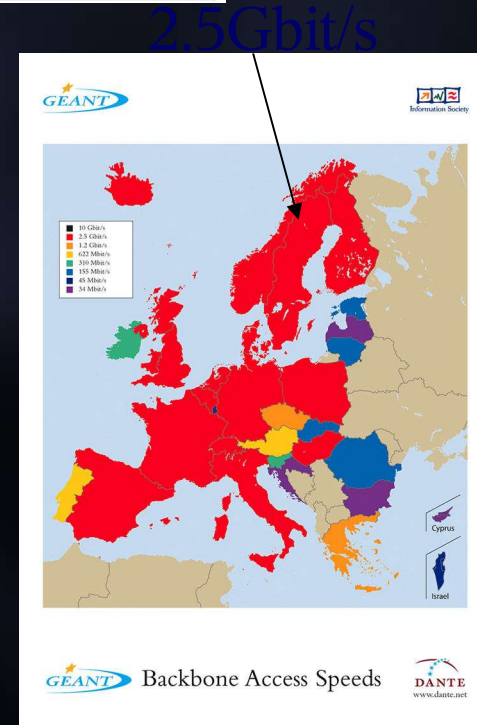 2.5Gbit/s
GEANT
Information Society
10 Gbit/s
2.5 Gbit/s
1.2 Gbit/s
622 Mbit/s
310 Mbit/s
155 Mbit/s
45 Mbit/s
34 Mbit/s
Cyprus
Israel
GEANT Backbone Access Speeds
DANTE
www.dante.net